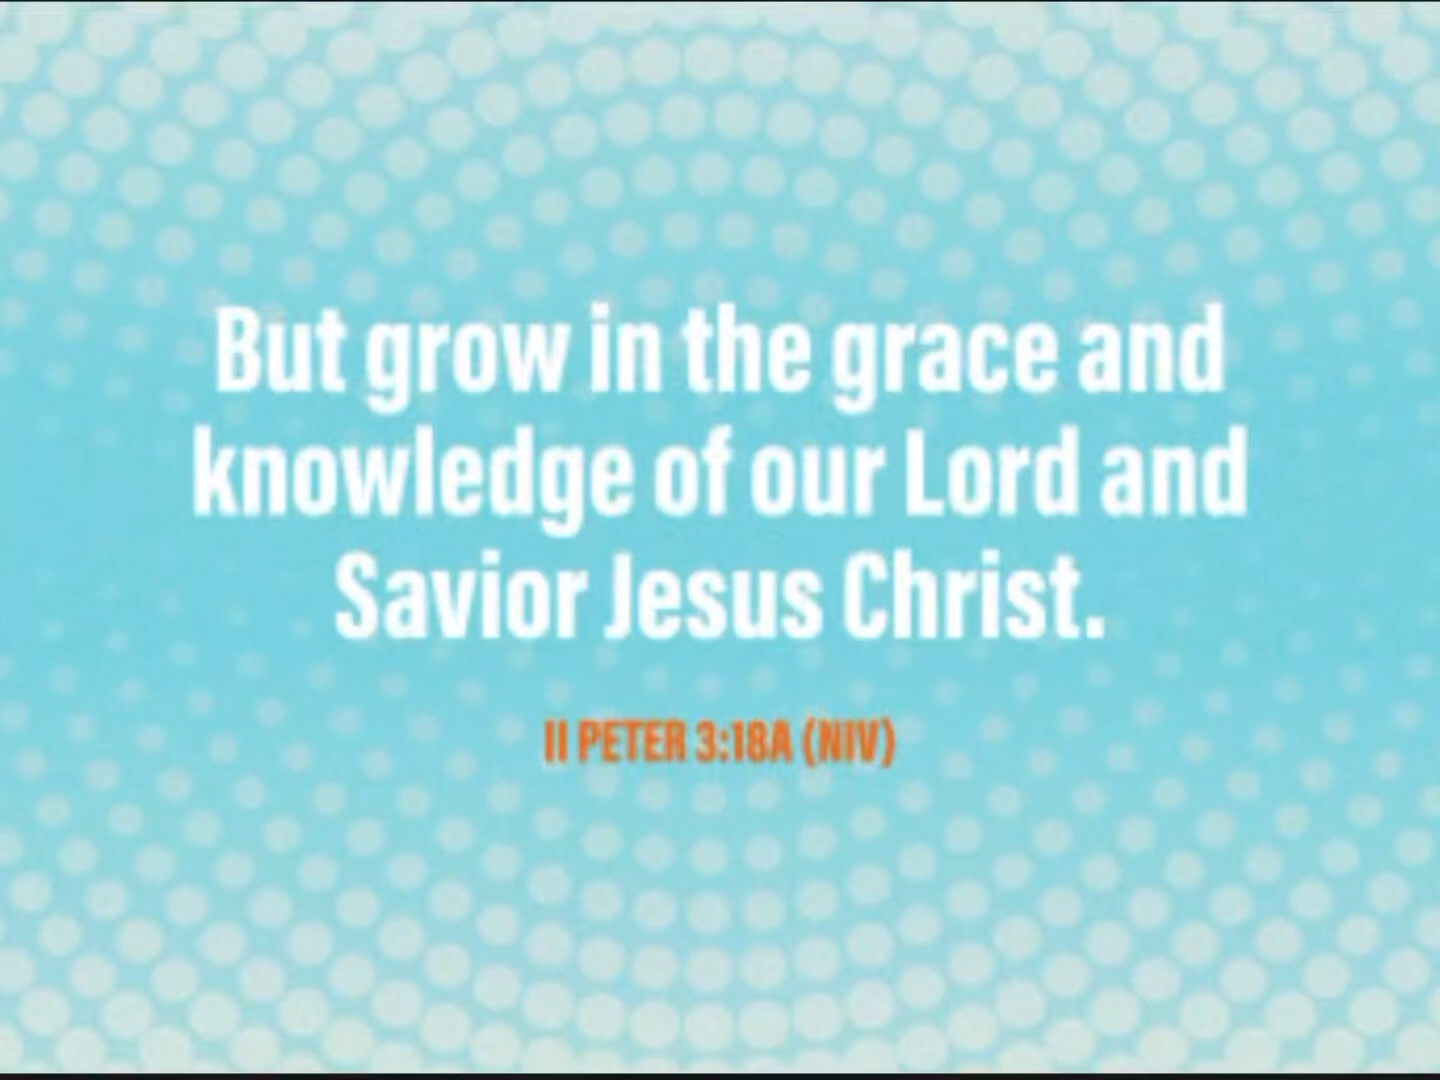 But grow in the grace and
knowledge of our Lord and
Savior Jesus Christ.
II PETER 3:18A (NIV)